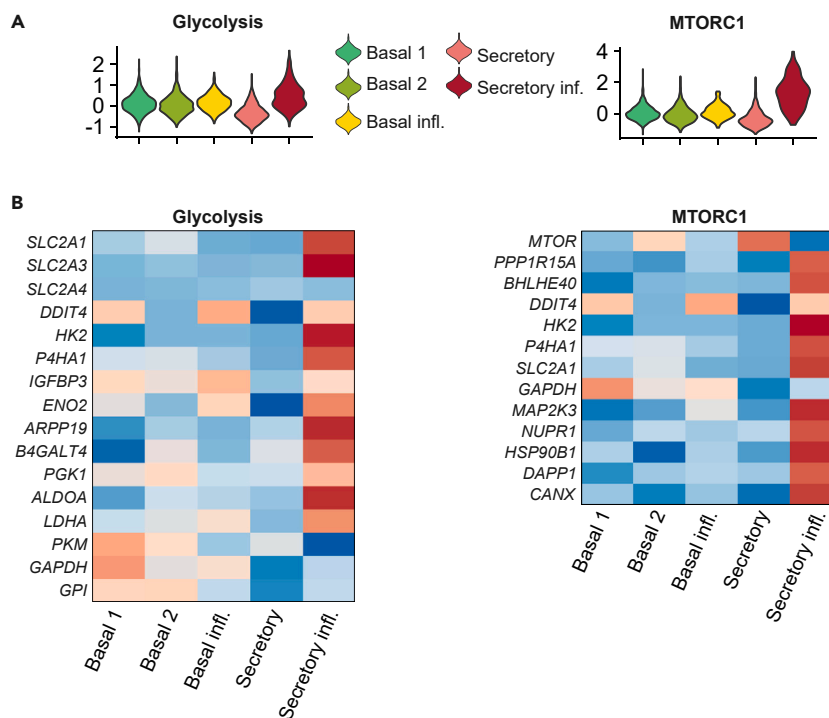 A
Glycolysis
2
1
0
-1
Basal 1
Basal 2
Basal infl.
Secretory
Secretory inf.
MTORC1
4
2
0
B
Glycolysis
SLC2A1
SLC2A3
SLC2A4
DDIT4
HK2
P4HA1
IGFBP3
ENO2
ARPP19
B4GALT4
PGK1
ALDOA
LDHA
PKM
GAPDH
GPI
Basal 1
Basal 2
Basal infl.
Secretory
Secretory infl.
MTORC1
MTOR
PPP1R15A
BHLHE40
DDIT4
HK2
P4HA1
SLC2A1
GAPDH
MAP2K3
NUPR1
HSP90B1
DAPP1
CANX
Basal 1
Basal 2
Basal infl.
Secretory
Secretory infl.